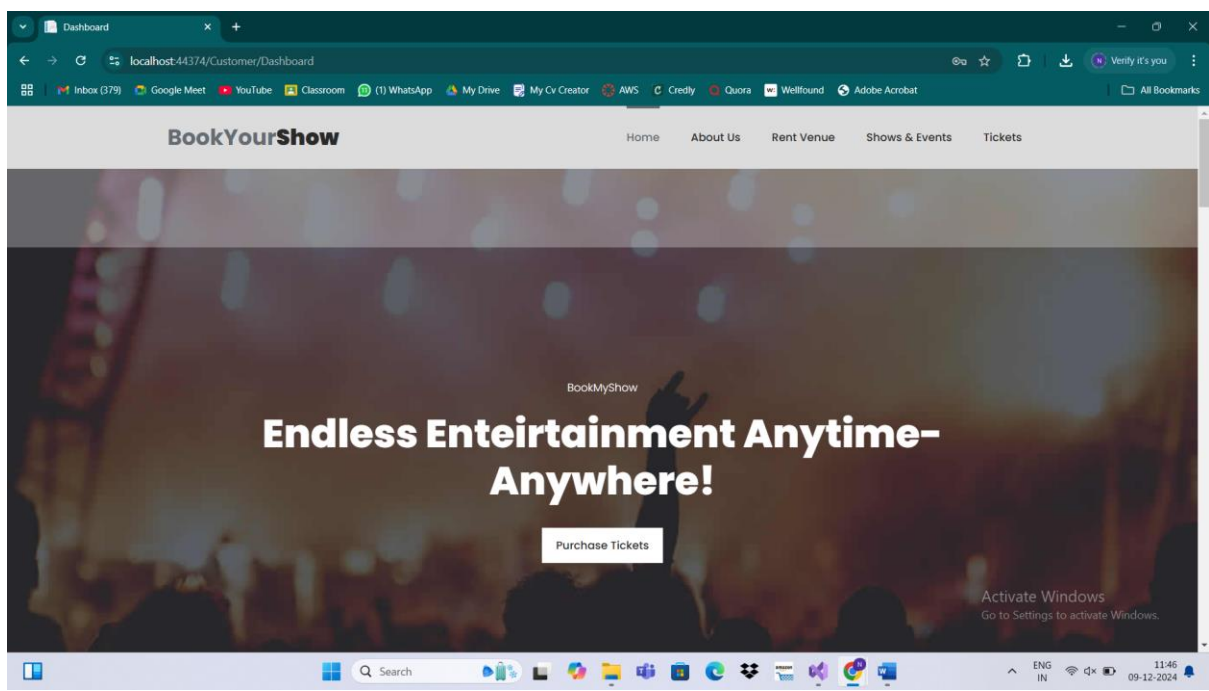 Dashboard
localhost:44374/Customer/Dashboard
Verify it's you
Inbox (379) Google Meet YouTube Classroom (1) WhatsApp My Drive My Cv Creator AWS Credly Quora Wellfound Adobe Acrobat All Bookmarks
BookYourShow Home About Us Rent Venue Shows & Events Tickets
BookMyShow
Endless Enteirtainment Anytime-
Anywhere!
Purchase Tickets
Activate Windows
Go to Settings to activate Windows.
Search
ENG
IN
11:46
09-12-2024